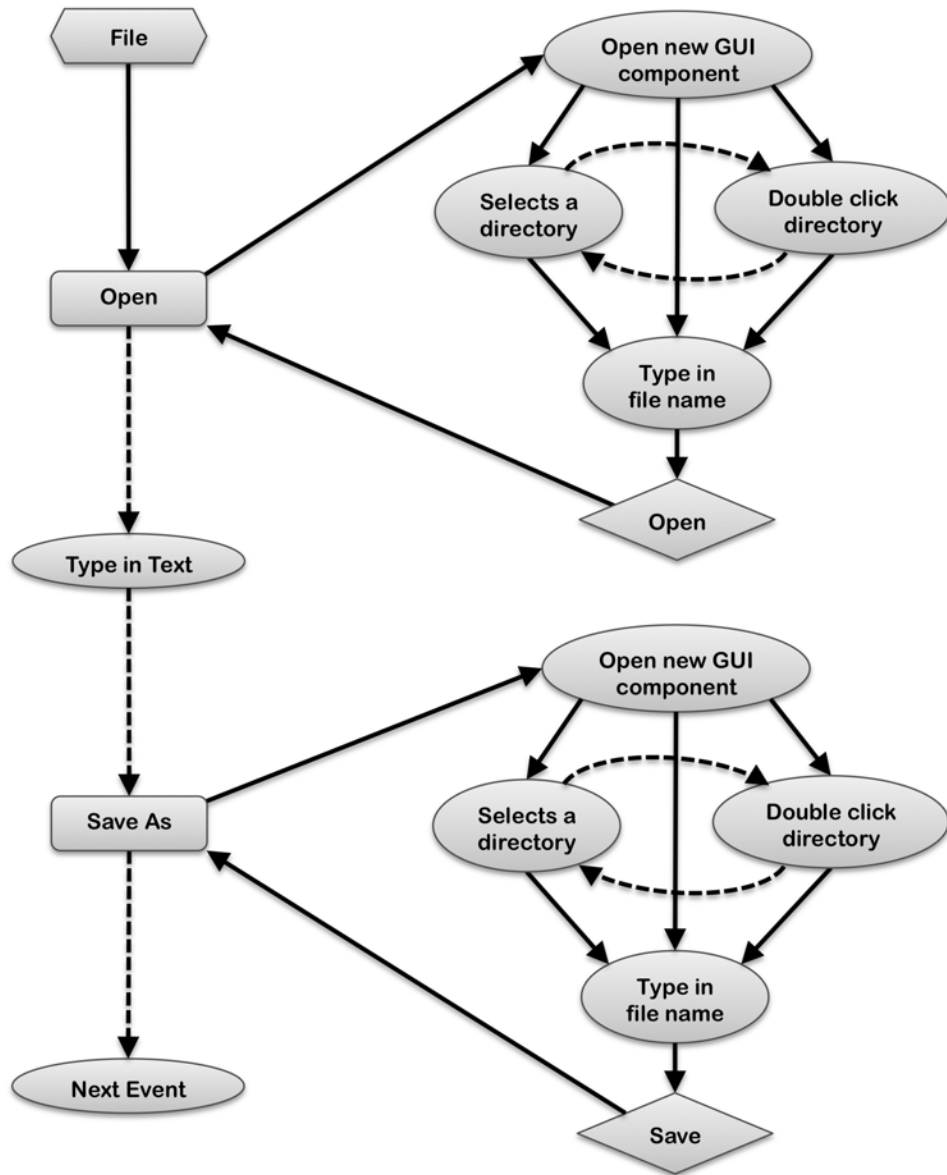 File
Open new GUI
component
Selects a
directory
Double click
directory
Open
Type in
file name
Open
Type in Text
Open new GUI
component
Selects a
directory
Double click
directory
Save As
Type in
file name
Next Event
Save